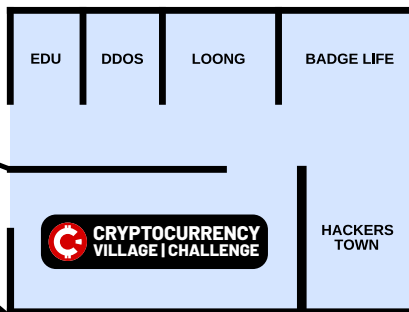 EDU
DDOS
LOONG
BADGE LIFE
CRYPTOCURRENCY
VILLAGE | CHALLENGE
HACKERS
TOWN